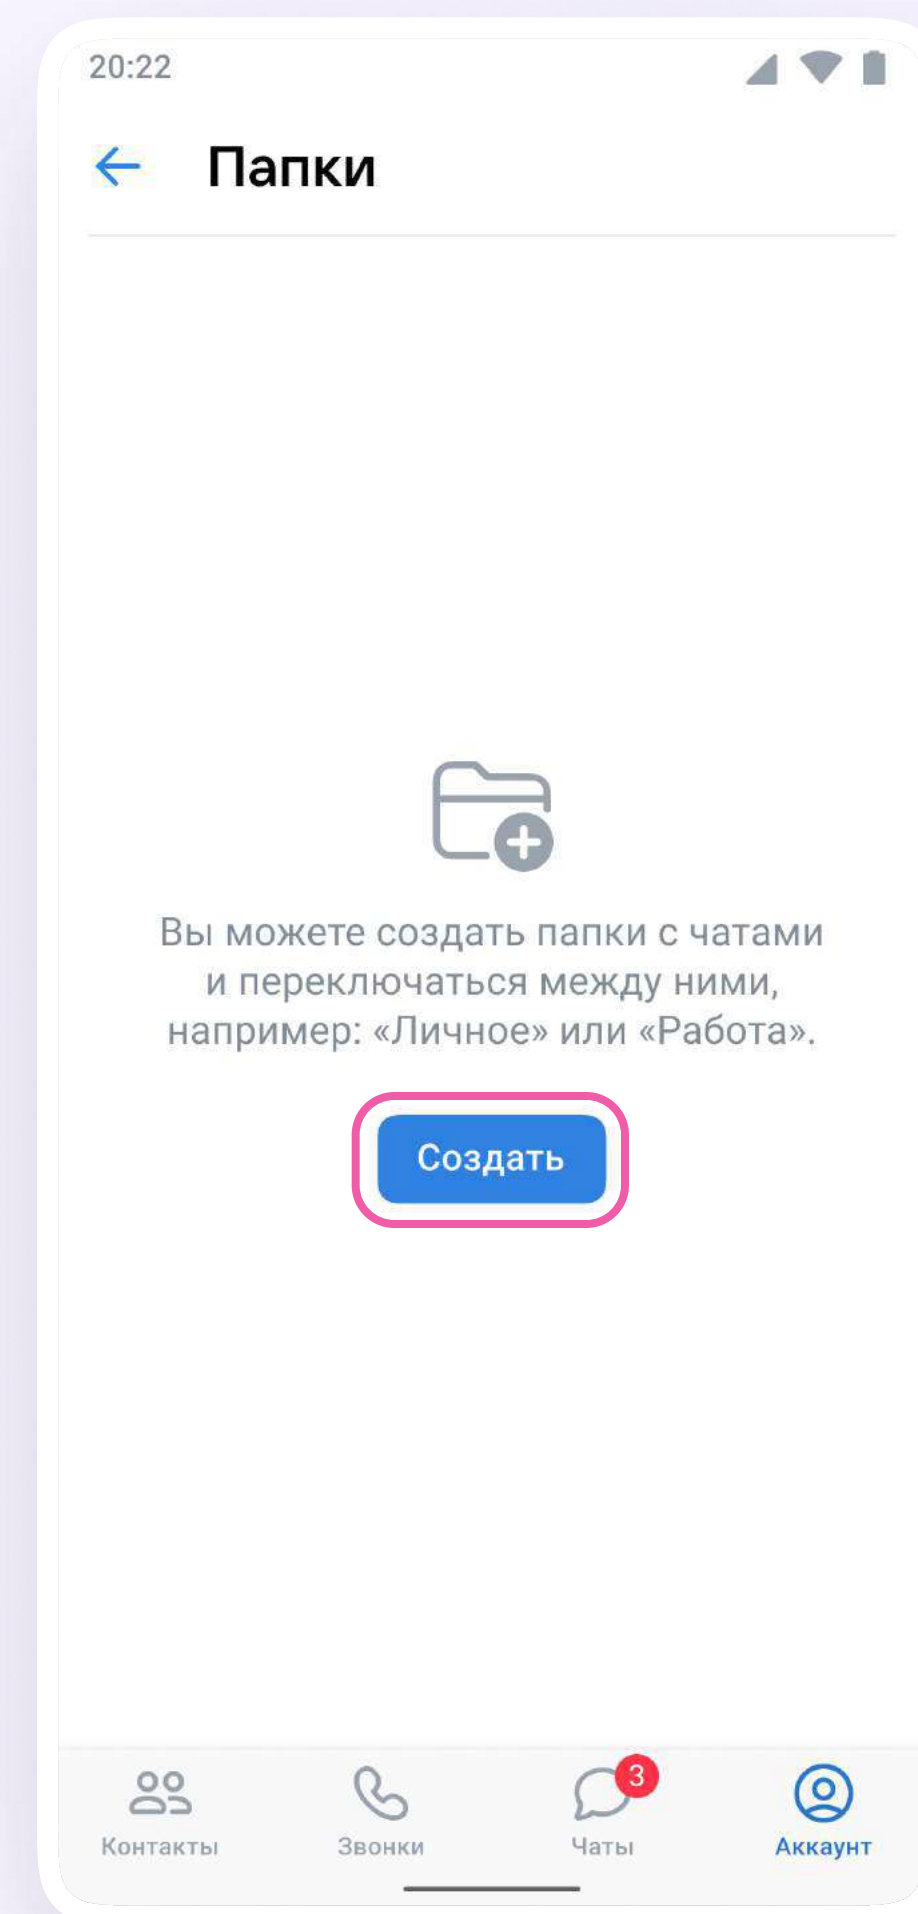 20:22
Папки
Вы можете создать папки с чатами
и переключаться между ними,
например: «Личное» или «Работа».
Создать
3
Контакты
Звонки
Чаты
Аккаунт